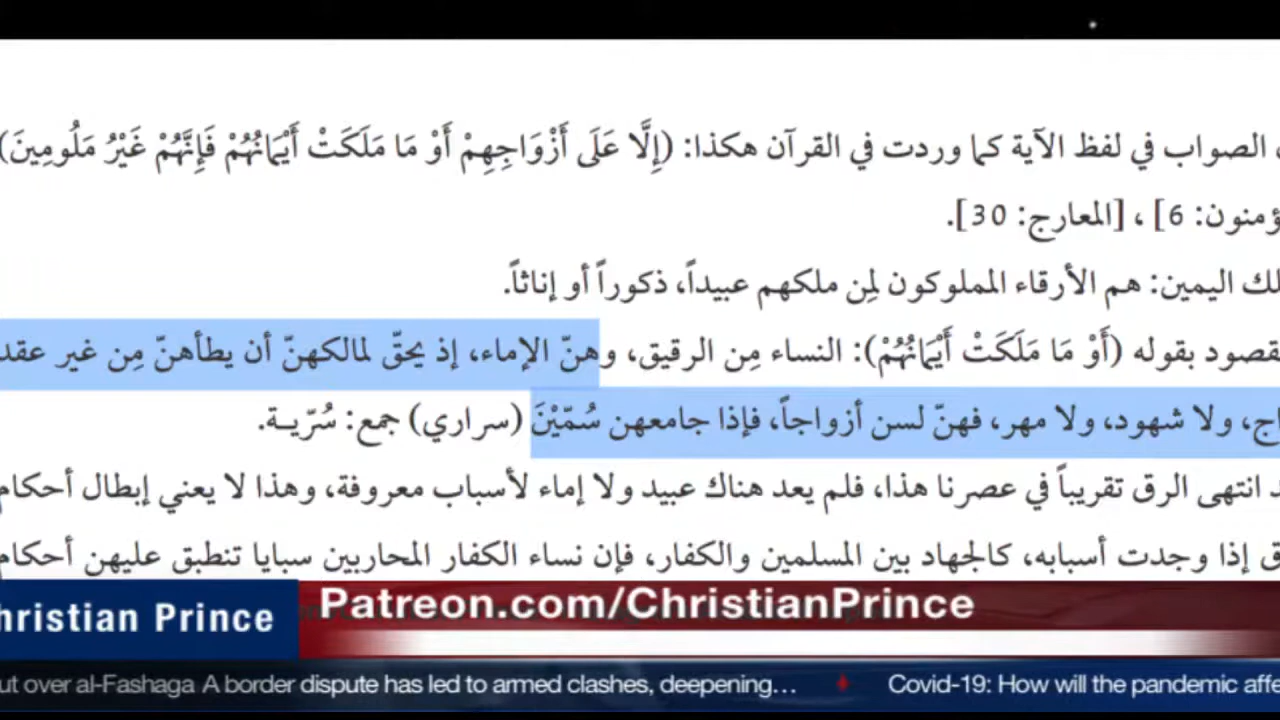 الصواب في لفظ الآية كما وردت في القرآن هكذا: (إِلَّا عَلَى أَزْوَاجِهِمْ أَوْ مَا مَلَكَتْ أَيْمَانُهُمْ فَإِنَّهُمْ غَيْرُ مَلُومِينَ)
ؤمنون: 6] ، [المعارج: 30].
لك اليمين: هم الأرقاء المملوكون لِمن ملكهم عبيداً، ذكوراً أو إناثاً.
قصود بقوله (أَوْ مَا مَلَكَتْ أَيْمَانُهُمْ): النساء مِن الرقيق، وهنّ الإماء، إذ يحقّ لمالكهنّ أن يطأهنّ مِن غير عقد
اج، ولا شهود، ولا مهر، فهنّ لسن أزواجاً، فإذا جامعهن سُمّيْنَ (سراري) جمع: سُرّيـة.
د انتهى الرق تقريباً في عصرنا هذا، فلم يعد هناك عبيد ولا إماء لأسباب معروفة، وهذا لا يعني إبطال أحكام
ق إذا وجدت أسبابه، كالجهاد بين المسلمين والكفار، فإن نساء الكفار المحاربين سبايا تنطبق عليهن أحكام
hristian Prince
Patreon.com/ChristianPrince
ut over al-Fashaga A border dispute has led to armed clashes, deepening... Covid-19: How will the pandemic affe